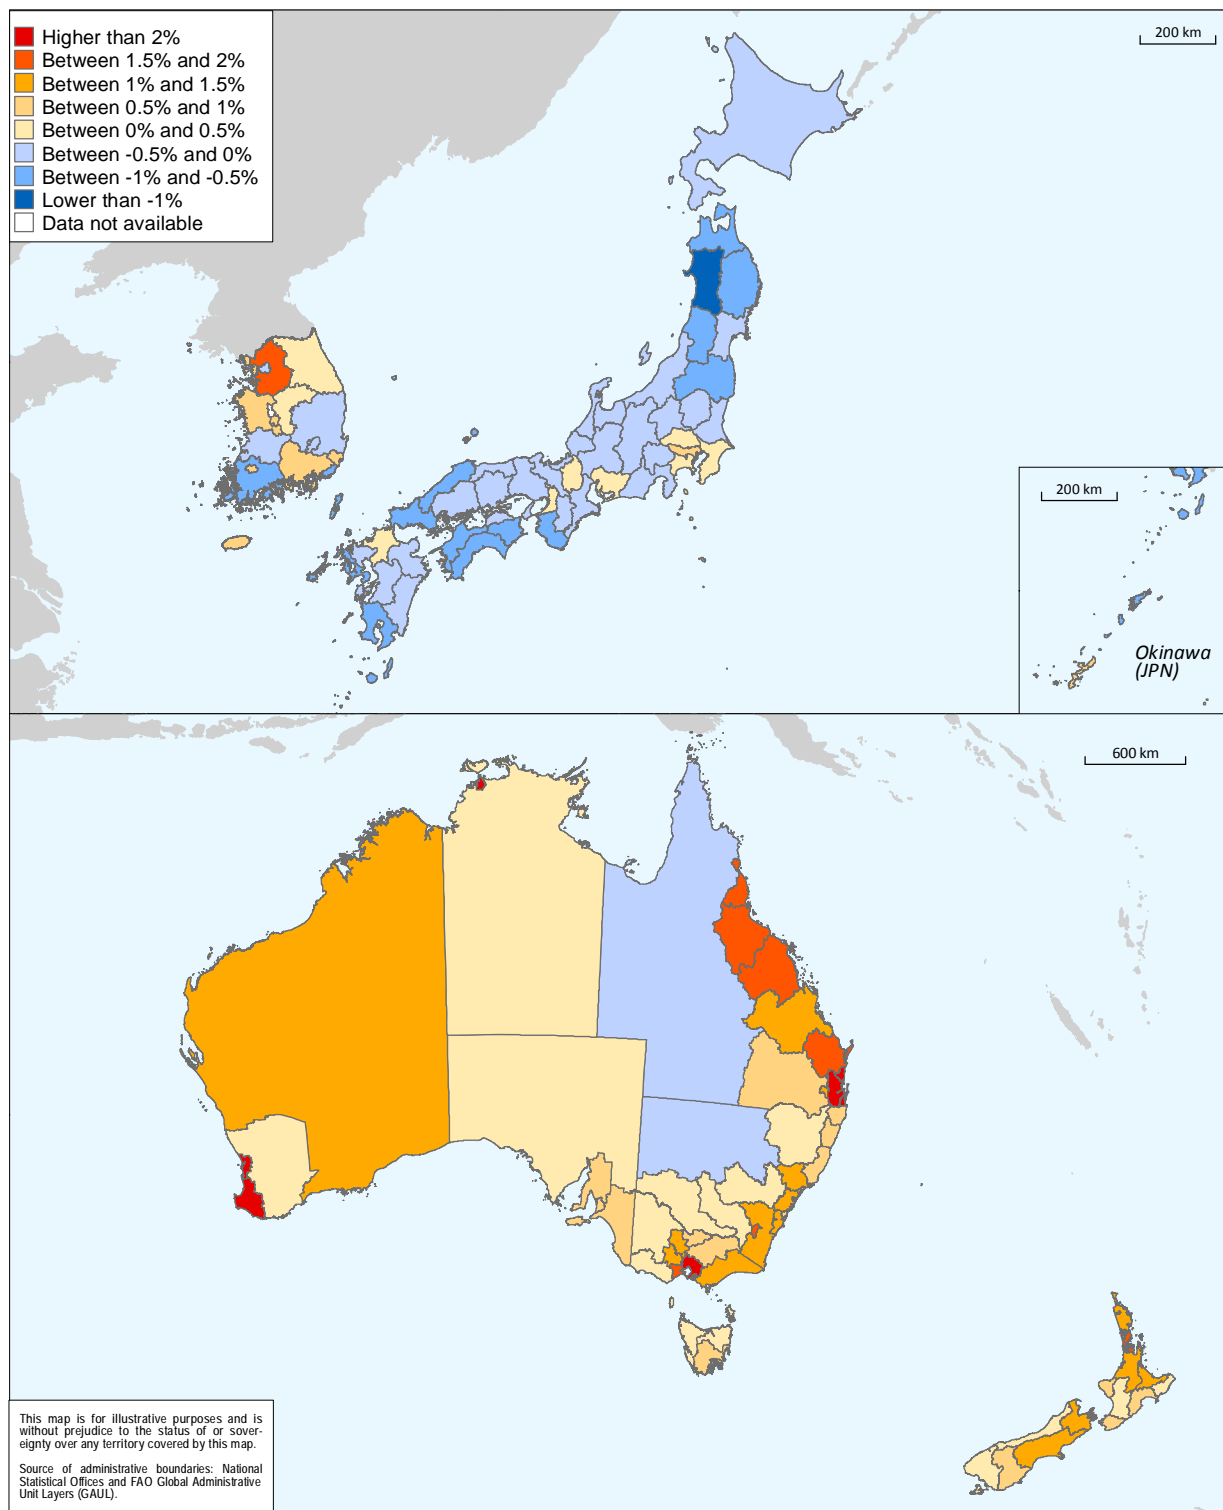 Higher than 2%
Between 1.5% and 2%
Between 1% and 1.5%
Between 0.5% and 1%
Between 0% and 0.5%
Between -0.5% and 0%
Between -1% and -0.5%
Lower than -1%
Data not available
200 km
200 km
Okinawa
(JPN)
600 km
This map is for illustrative purposes and is
without prejudice to the status of or sover-
eignty over any territory covered by this map.
Source of administrative boundaries: National
Statistical Offices and FAO Global Administrative
Unit Layers (GAUL).